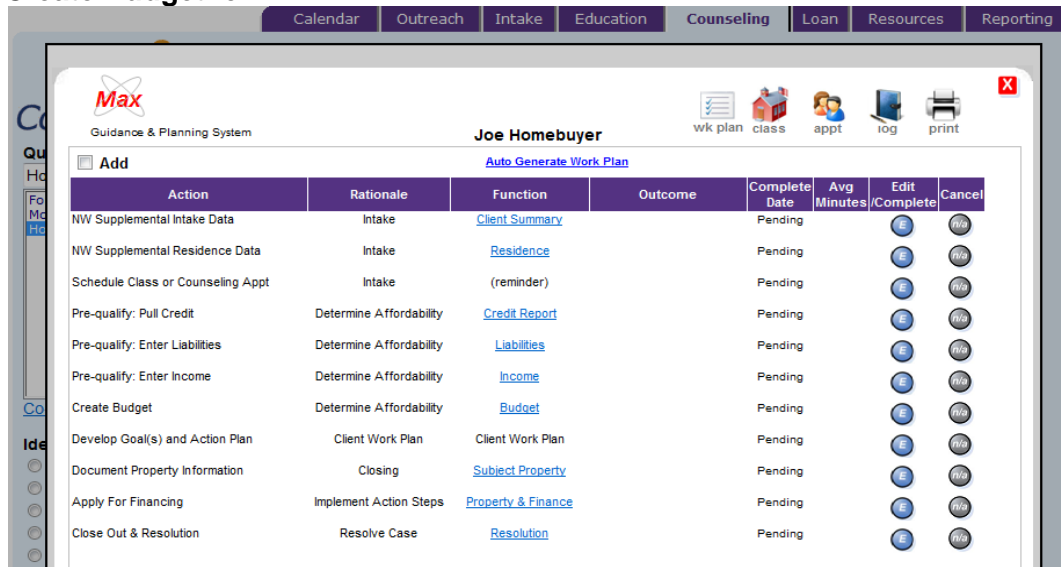 Calendar Outreach Intake Education Counseling Loan Resources Reporting
Max
Guidance & Planning System
Joe Homebuyer
wk plan class appt log print
X
Add
Auto Generate Work Plan
Action Rationale Function Outcome Complete Date Avg Minutes Edit /Complete Cancel
NW Supplemental Intake Data Intake Client Summary Pending E n/a
NW Supplemental Residence Data Intake Residence Pending E n/a
Schedule Class or Counseling Appt Intake (reminder) Pending E n/a
Pre-qualify: Pull Credit Determine Affordability Credit Report Pending E n/a
Pre-qualify: Enter Liabilities Determine Affordability Liabilities Pending E n/a
Pre-qualify: Enter Income Determine Affordability Income Pending E n/a
Create Budget Determine Affordability Budget Pending E n/a
Develop Goal(s) and Action Plan Client Work Plan Client Work Plan Pending E n/a
Document Property Information Closing Subject Property Pending E n/a
Apply For Financing Implement Action Steps Property & Finance Pending E n/a
Close Out & Resolution Resolve Case Resolution Pending E n/a